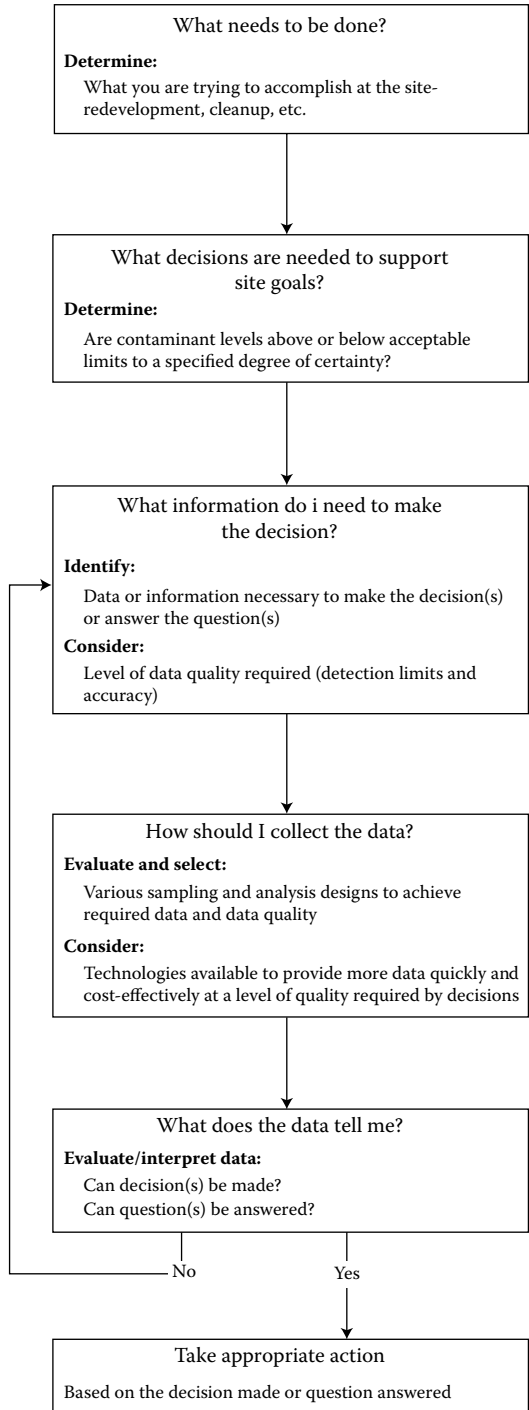 What needs to be done?
Determine:
What you are trying to accomplish at the site-
redevelopment, cleanup, etc.
What decisions are needed to support
site goals?
Determine:
Are contaminant levels above or below acceptable
limits to a specified degree of certainty?
What information do i need to make
the decision?
Identify:
Data or information necessary to make the decision(s)
or answer the question(s)
Consider:
Level of data quality required (detection limits and
accuracy)
How should I collect the data?
Evaluate and select:
Various sampling and analysis designs to achieve
required data and data quality
Consider:
Technologies available to provide more data quickly and
cost-effectively at a level of quality required by decisions
What does the data tell me?
Evaluate/interpret data:
Can decision(s) be made?
Can question(s) be answered?
No
Yes
Take appropriate action
Based on the decision made or question answered